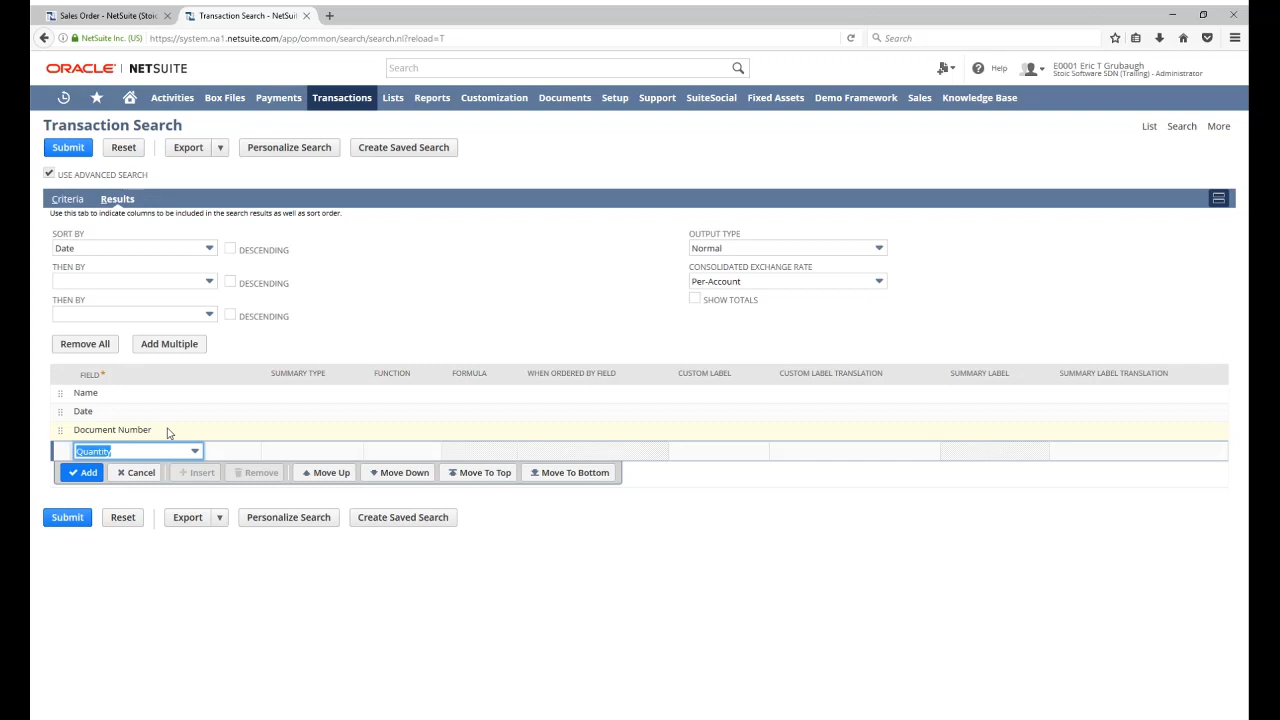 Sales Order - NetSuite (Stoic
Transaction Search - NetSuite
NetSuite Inc. (US) https://system.na1.netsuite.com/app/common/search/search.nl?reload=T
Search
ORACLE NETSUITE
Search
Help
E0001 Eric T Grubaugh
Stoic Software SDN (Trailing) - Administrator
Activities Box Files Payments Transactions Lists Reports Customization Documents Setup Support SuiteSocial Fixed Assets Demo Framework Sales Knowledge Base
Transaction Search
List Search More
Submit Reset Export Personalize Search Create Saved Search
USE ADVANCED SEARCH
Criteria Results
Use this tab to indicate columns to be included in the search results as well as sort order.
SORT BY
Date
DESCENDING
THEN BY
DESCENDING
THEN BY
DESCENDING
OUTPUT TYPE
Normal
CONSOLIDATED EXCHANGE RATE
Per-Account
SHOW TOTALS
Remove All Add Multiple
FIELD* SUMMARY TYPE FUNCTION FORMULA WHEN ORDERED BY FIELD CUSTOM LABEL CUSTOM LABEL TRANSLATION SUMMARY LABEL SUMMARY LABEL TRANSLATION
Name
Date
Document Number
Quantity
Add Cancel Insert Remove Move Up Move Down Move To Top Move To Bottom
Submit Reset Export Personalize Search Create Saved Search